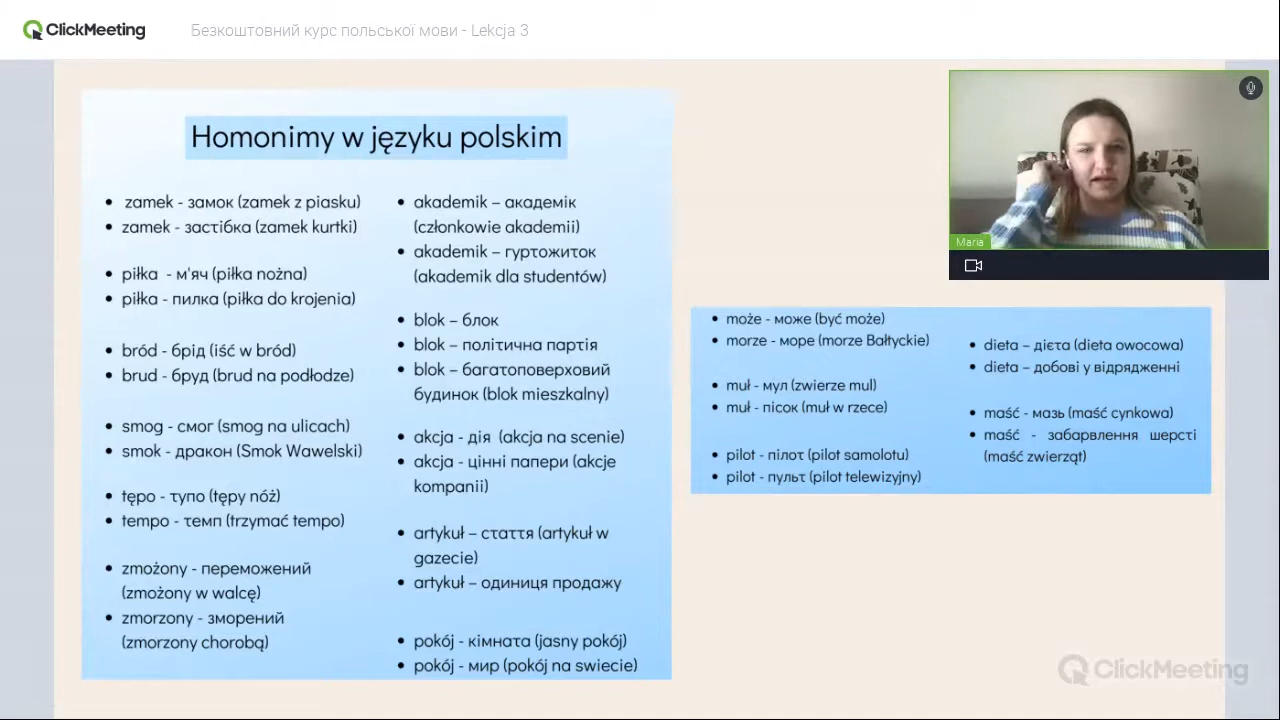 ClickMeeting
Безкоштовний курс польської мови - Lekcja 3
Homonimy w języku polskim
• zamek - замок (zamek z piasku)
• zamek - застібка (zamek kurtki)
• piłka - м'яч (piłka nożna)
• piłka - пилка (piłka do krojenia)
• bród - брід (iść w bród)
• brud - бруд (brud na podłodze)
• smog - смог (smog na ulicach)
• smok - дракон (Smok Wawelski)
• tępo - тупо (tępy nóż)
• tempo - темп (trzymać tempo)
• zmożony - переможений
(zmożony w walcę)
• zmorzony - зморений
(zmorzony chorobą)
• akademik – академік
(członkowie akademii)
• akademik – гуртожиток
(akademik dla studentów)
• blok – блок
• blok – політична партія
• blok – багатоповерховий
будинок (blok mieszkalny)
• akcja - дія (akcja na scenie)
• akcja - цінні папери (akcje
kompanii)
• artykuł – стаття (artykuł w
gazecie)
• artykuł – одиниця продажу
• pokój - кімната (jasny pokój)
• pokój - мир (pokój na swiecie)
Maria
• może - може (być może)
• morze - море (morze Bałtyckie)
• muł - мул (zwierze mul)
• muł - пісок (muł w rzece)
• pilot - пілот (pilot samolotu)
• pilot - пульт (pilot telewizyjny)
• dieta – дієта (dieta owocowa)
• dieta – добові у відрядженні
• maść - мазь (maść cynkowa)
• maść - забарвлення шерсті
(maść zwierząt)
ClickMeeting